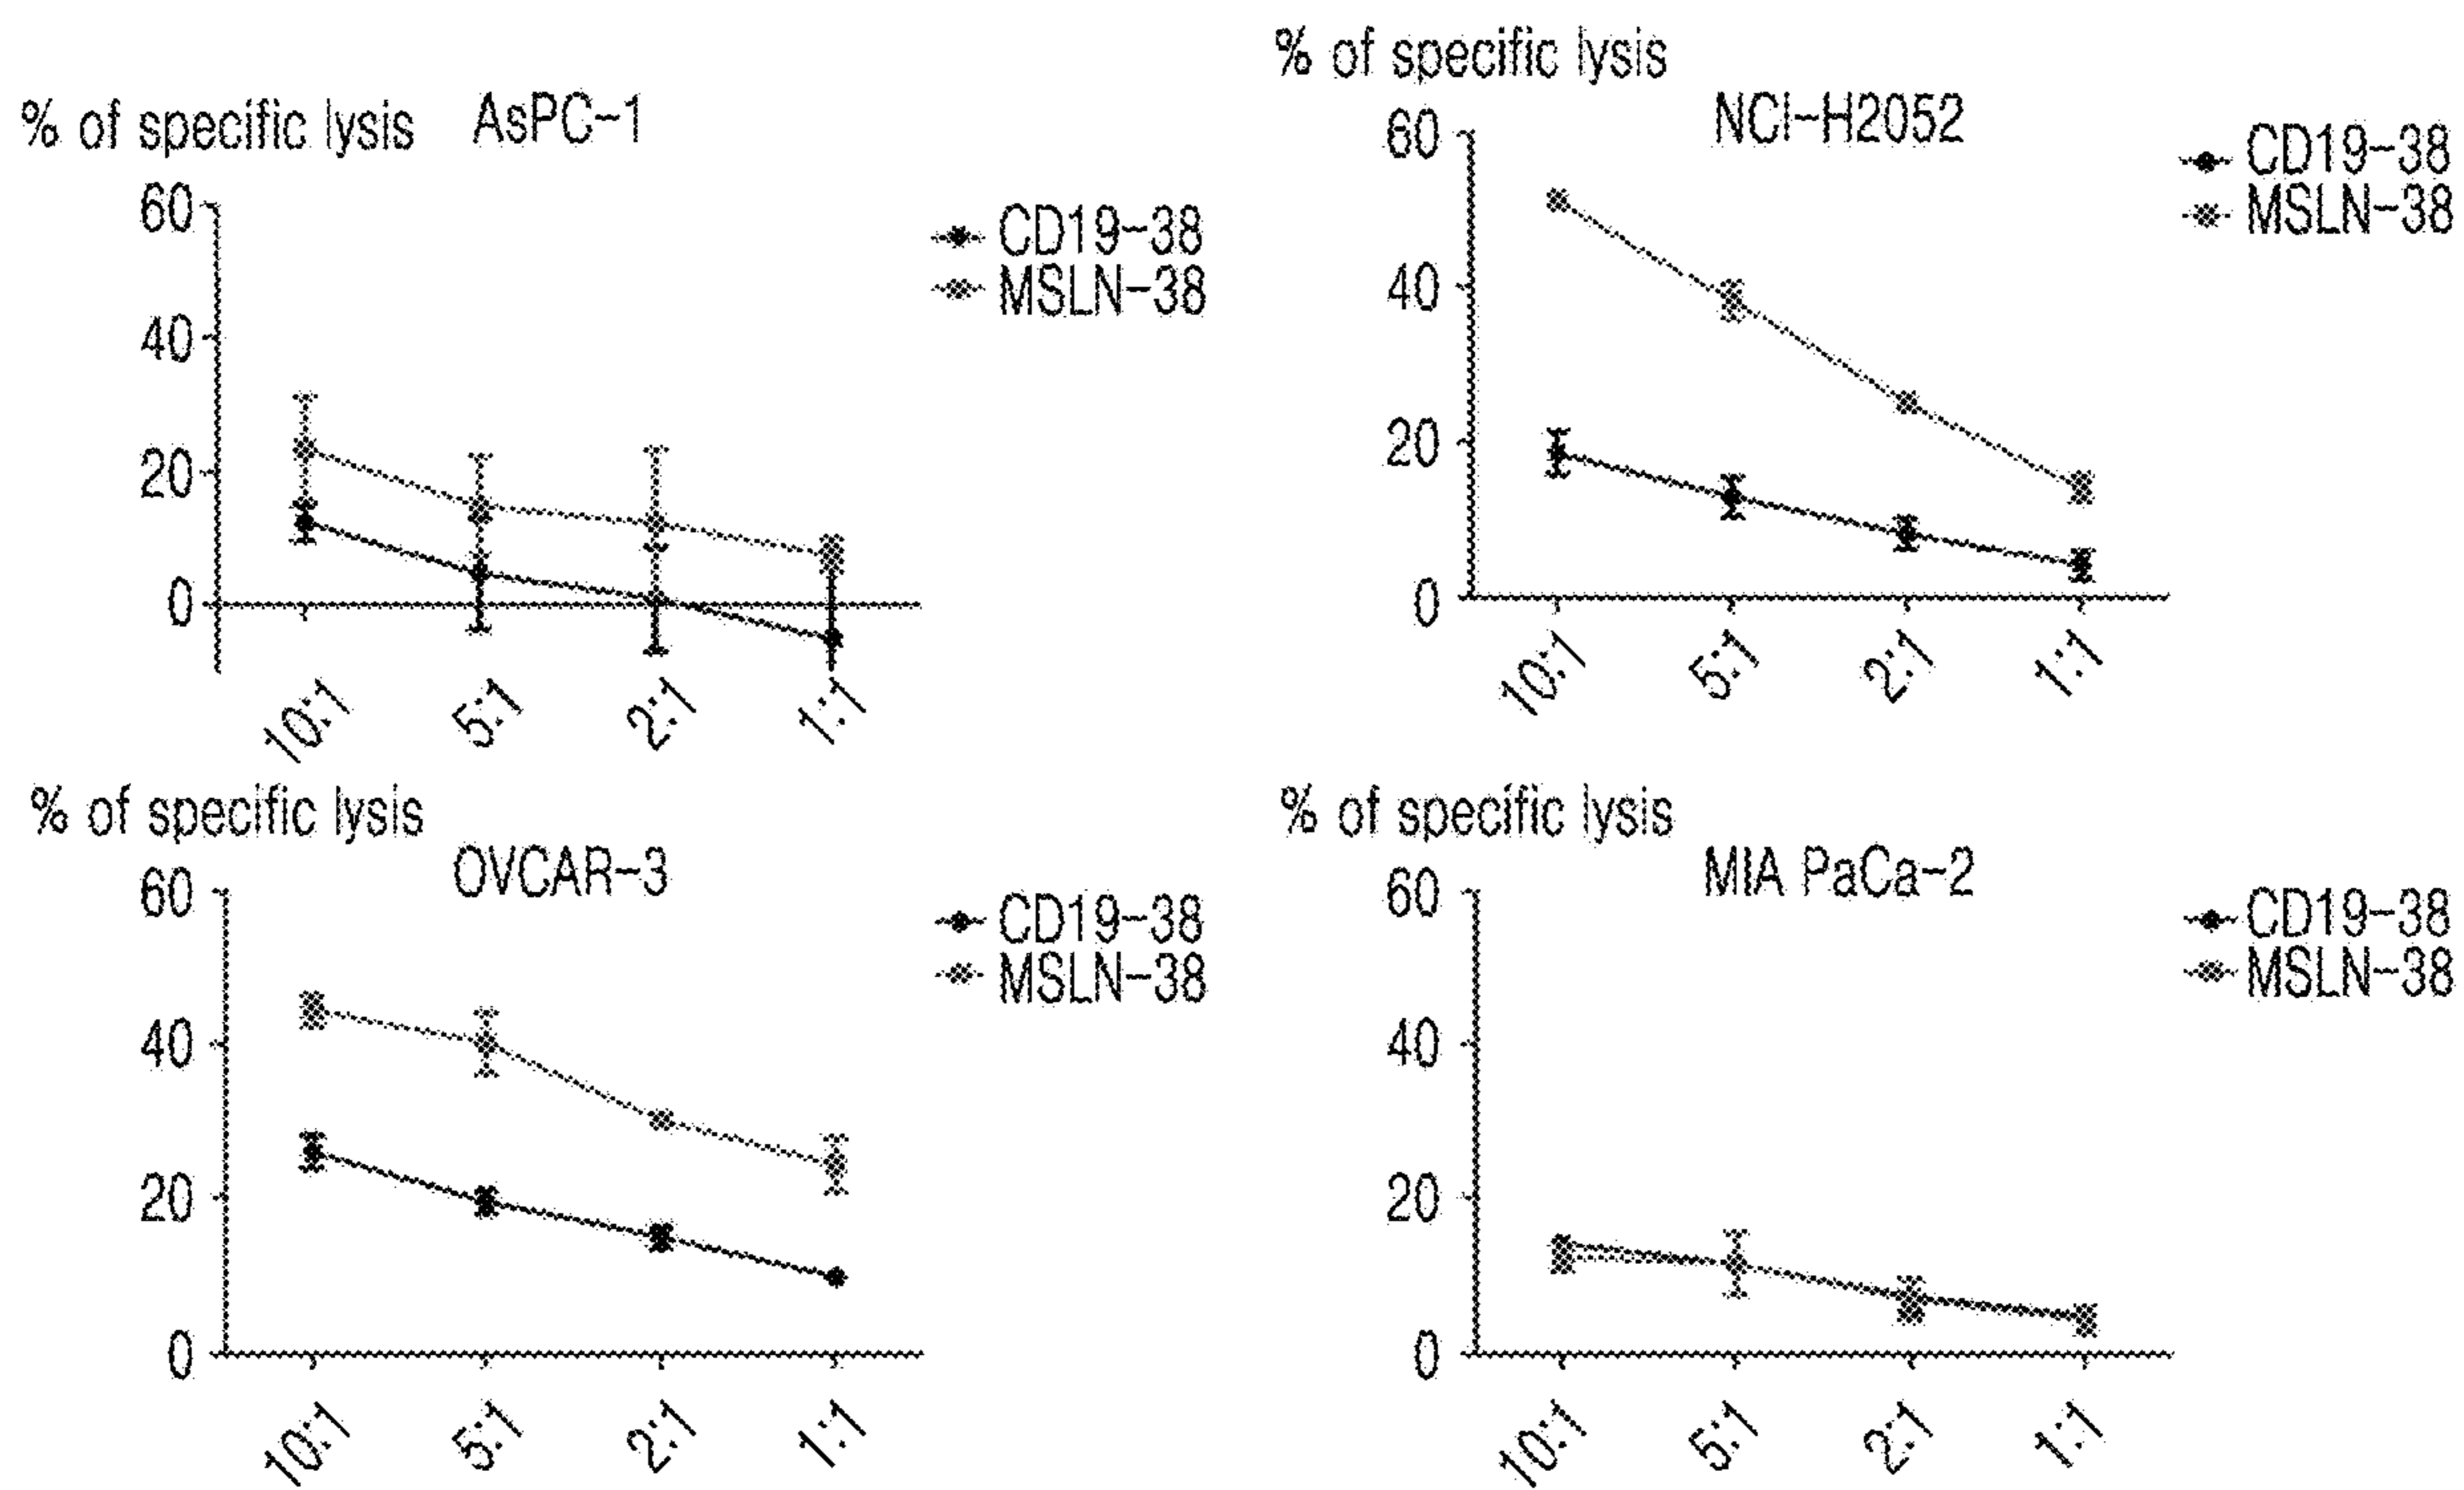 % of specific lysis AsPC-1
60
40
20
0
10:1 5:1 2:1 1:1
CD19-38
MSLN-38
% of specific lysis
NCI-H2052
60
40
20
0
10:1 5:1 2:1 1:1
CD19-38
MSLN-38
% of specific lysis
OVCAR-3
60
40
20
0
10:1 5:1 2:1 1:1
CD19-38
MSLN-38
% of specific lysis
MIA PaCa-2
60
40
20
0
10:1 5:1 2:1 1:1
CD19-38
MSLN-38